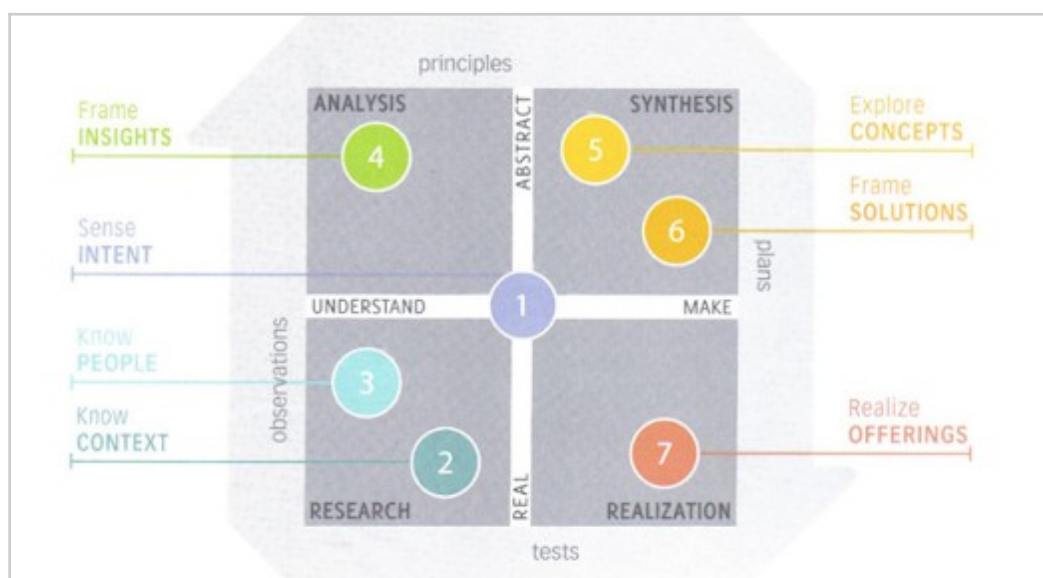 principles
ANALYSIS
SYNTHESIS
ABSTRACT
Frame
INSIGHTS
4
5
Explore
CONCEPTS
Sense
INTENT
6
Frame
SOLUTIONS
plans
UNDERSTAND
1
MAKE
Know
PEOPLE
3
observations
Know
CONTEXT
2
7
Realize
OFFERINGS
RESEARCH
REAL
REALIZATION
tests